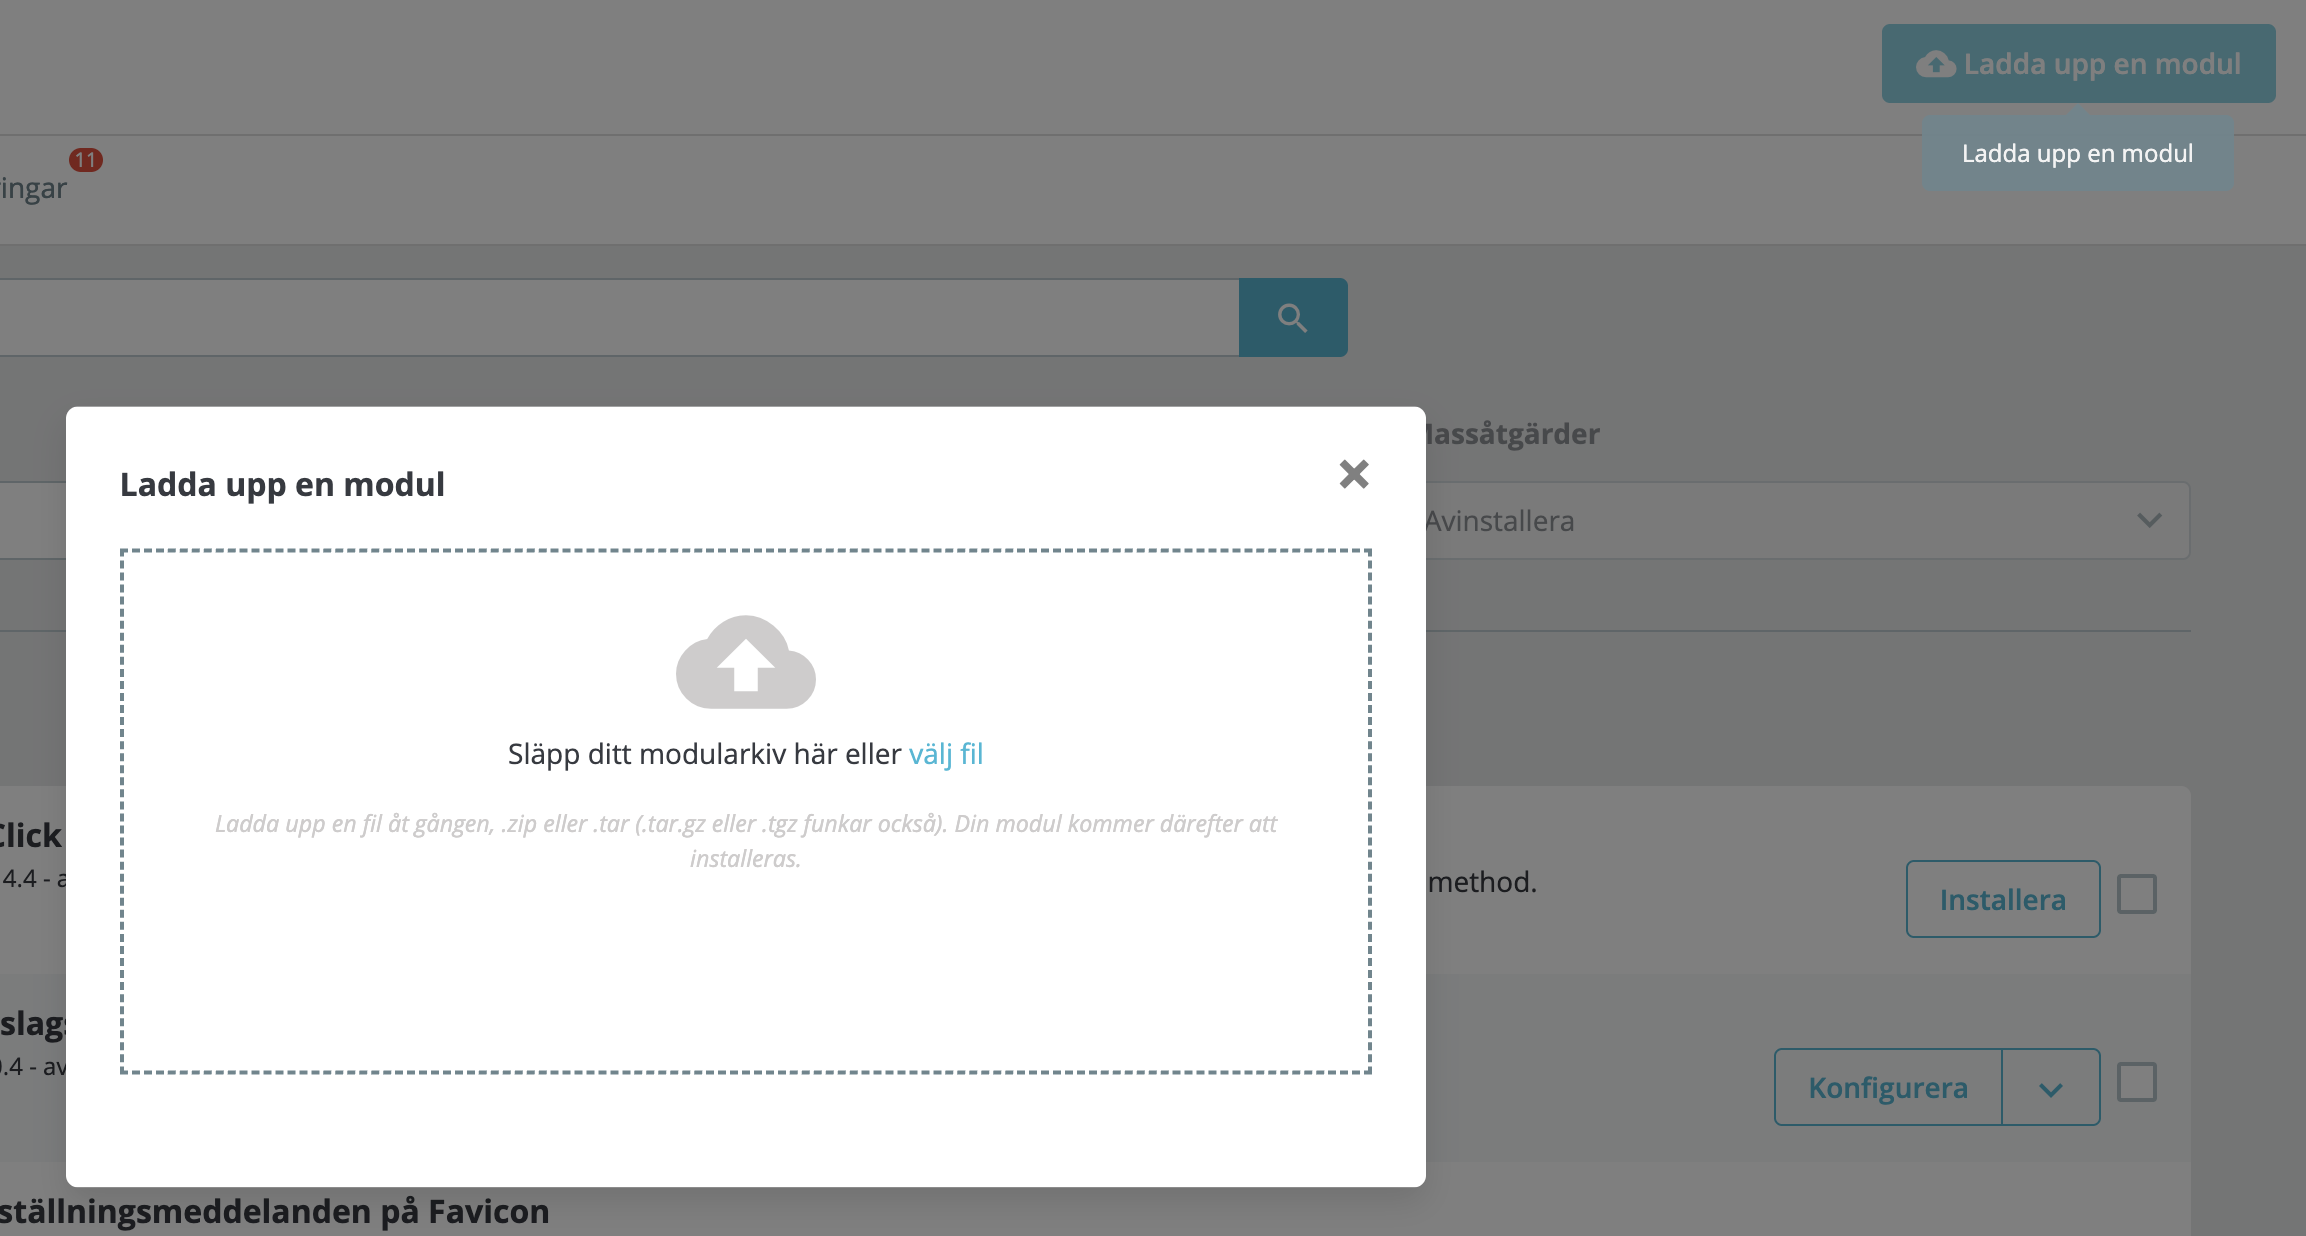 Ladda upp en modul
Ladda upp en modul
11
ingar
Massåtgärder
Ladda upp en modul
Avinstallera
Släpp ditt modularkiv här eller välj fil
Ladda upp en fil åt gången, .zip eller .tar (.tar.gz eller .tgz funkar också). Din modul kommer därefter att
installeras.
Click
4.4 - a
method.
Installera
slags
.4 - av
Konfigurera
ställningsmeddelanden på Favicon